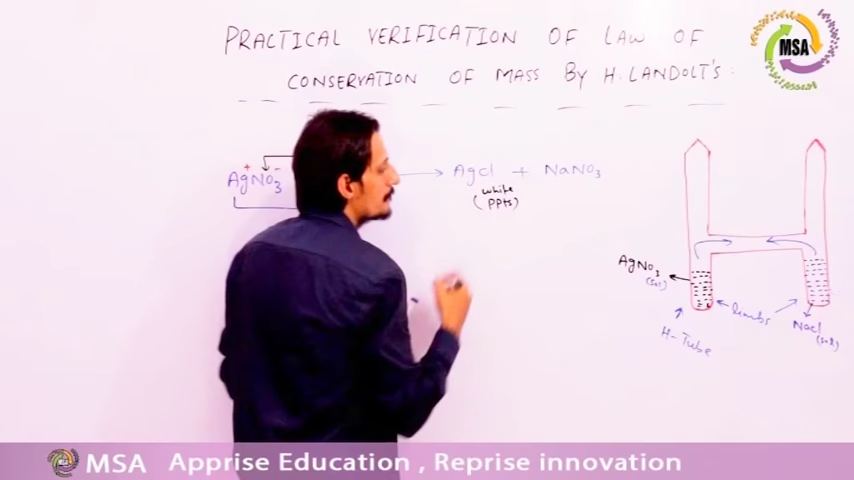 PRACTICAL VERIFICATION OF LAW OF
CONSERVATION OF MASS BY H. LANDOLT'S :
AgNO3 → Agcl + NaNO3
+ -
white
(PPts)
AgNO3
(sol)
limbs
H-Tube
Nacl
(sol)
MSA
MSA Apprise Education , Reprise innovation